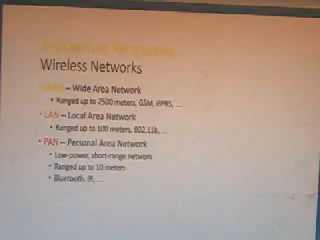 Architecture Perspective
Wireless Networks
WAN – Wide Area Network
• Ranged up to 2500 meters, GSM, GPRS, ...
• LAN – Local Area Network
• Ranged up to 100 meters, 802.11b, ...
• PAN – Personal Area Network
• Low-power, short-range network
• Ranged up to 10 meters
• Bluetooth, IR, ...